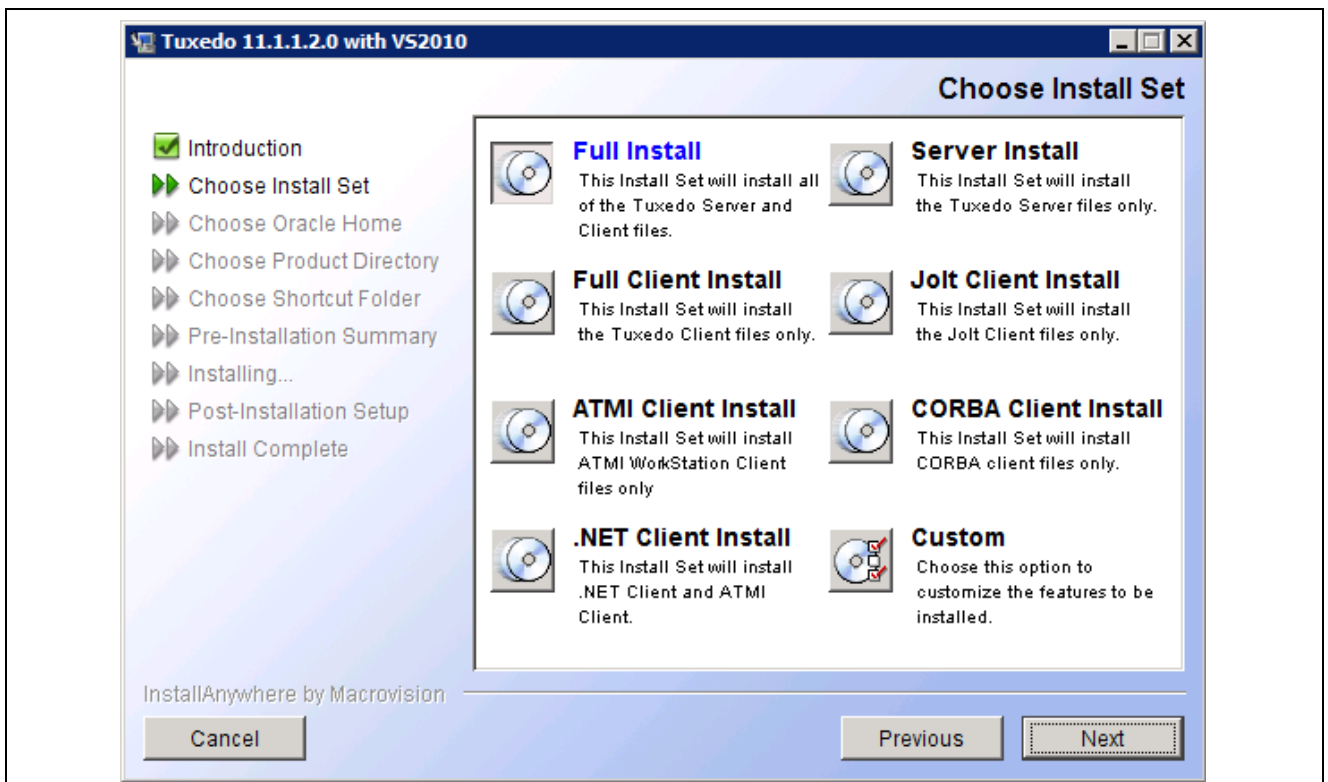 Tuxedo 11.1.1.2.0 with VS2010
Choose Install Set
Introduction
Choose Install Set
Choose Oracle Home
Choose Product Directory
Choose Shortcut Folder
Pre-Installation Summary
Installing...
Post-Installation Setup
Install Complete
Full Install
This Install Set will install all
of the Tuxedo Server and
Client files.
Server Install
This Install Set will install
the Tuxedo Server files only.
Full Client Install
This Install Set will install
the Tuxedo Client files only.
Jolt Client Install
This Install Set will install
the Jolt Client files only.
ATMI Client Install
This Install Set will install
ATMI WorkStation Client
files only
CORBA Client Install
This Install Set will install
CORBA client files only.
.NET Client Install
This Install Set will install
.NET Client and ATMI
Client.
Custom
Choose this option to
customize the features to be
installed.
InstallAnywhere by Macrovision
Cancel
Previous
Next